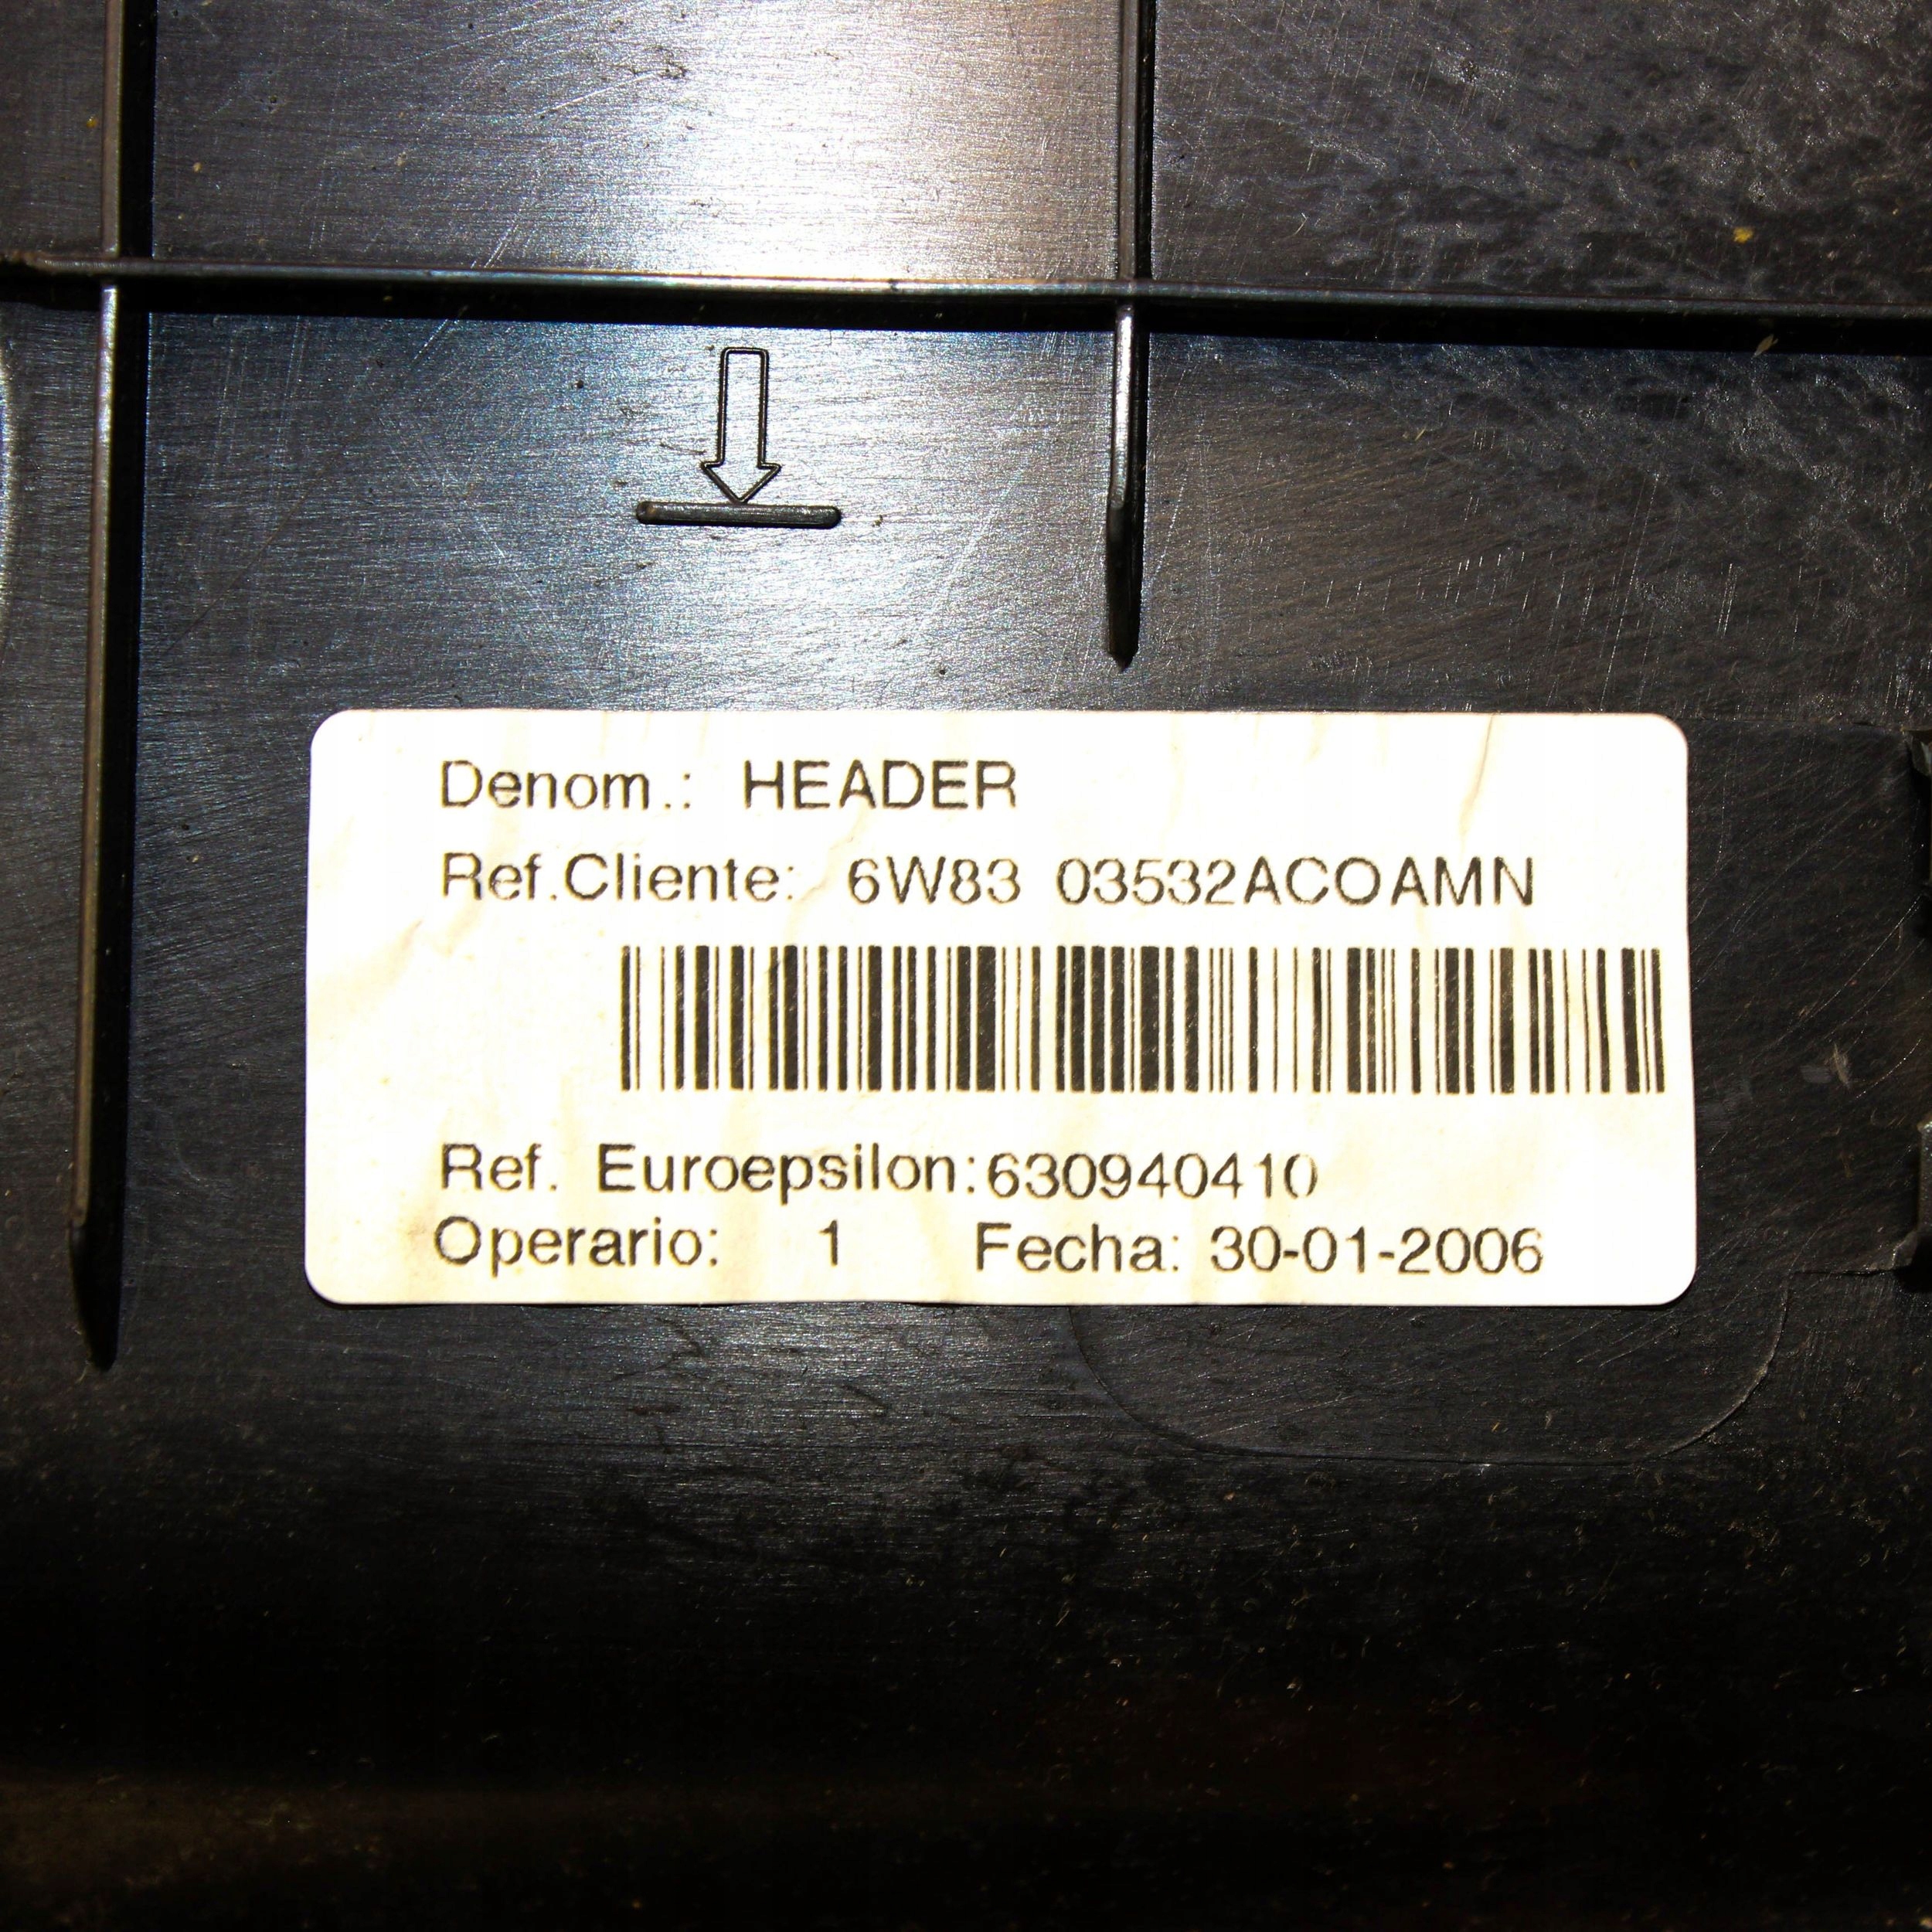 Denom.: HEADER
Ref.Cliente: 6W83 03532ACOAMN
Ref. Euroepsilon:630940410
Operario: 1 Fecha: 30-01-2006